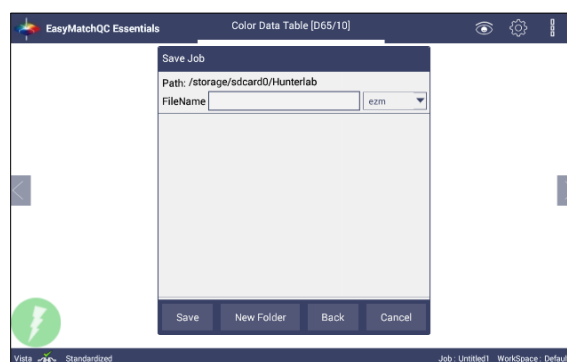 EasyMatchQC Essentials
Color Data Table [D65/10]
Save Job
Path: /storage/sdcard0/Hunterlab
FileName
ezm
Save New Folder Back Cancel
Vista Standardized
Job : Untitled1 WorkSpace : Default